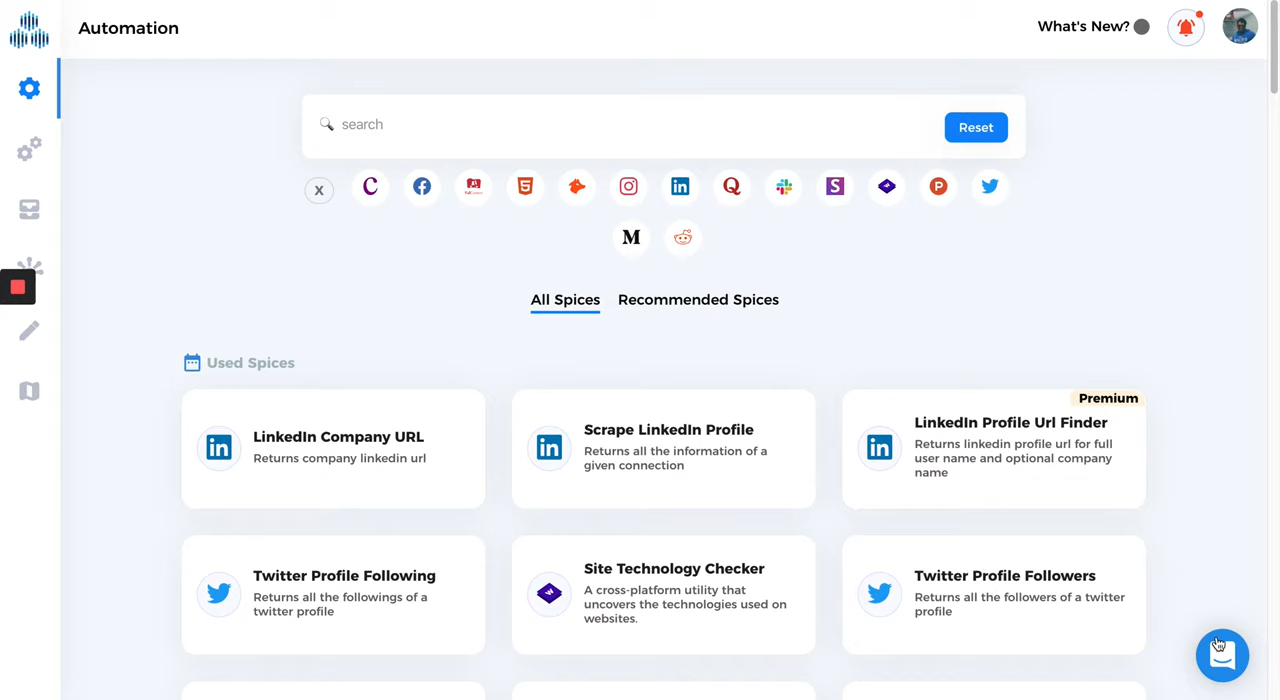 Automation
What's New?
search
Reset
X
All Spices
Recommended Spices
Used Spices
LinkedIn Company URL
Returns company linkedin url
Scrape LinkedIn Profile
Returns all the information of a
given connection
Premium
LinkedIn Profile Url Finder
Returns linkedin profile url for full
user name and optional company
name
Twitter Profile Following
Returns all the followings of a
twitter profile
Site Technology Checker
A cross-platform utility that
uncovers the technologies used on
websites.
Twitter Profile Followers
Returns all the followers of a twitter
profile